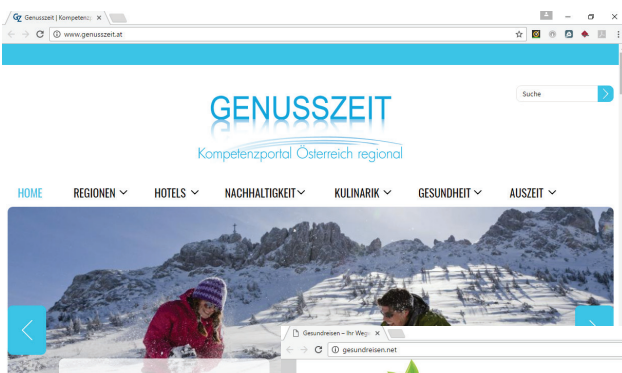 Genusszeit | Kompetenz
www.genusszeit.at
GENUSSZEIT
Kompetenzportal Österreich regional
Suche
HOME REGIONEN HOTELS NACHHALTIGKEIT KULINARIK GESUNDHEIT AUSZEIT
Gesundreisen – Ihr Weg
gesundreisen.net